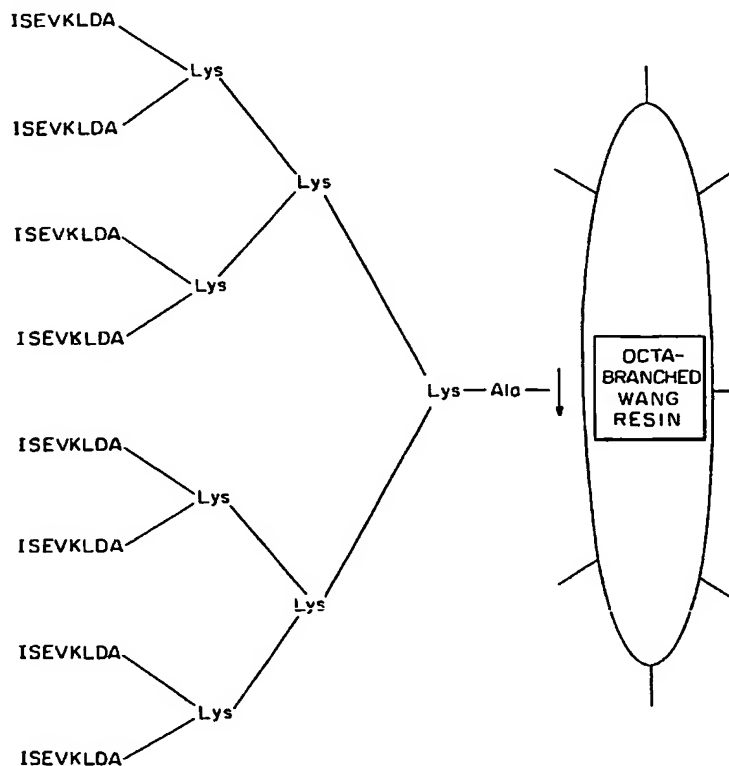 ISEVKLDA
Lys
ISEVKLDA
Lys
ISEVKLDA
Lys
ISEVKLDA
Lys—Ala
OCTA-
BRANCHED
WANG
RESIN
ISEVKLDA
Lys
ISEVKLDA
Lys
ISEVKLDA
Lys
ISEVKLDA